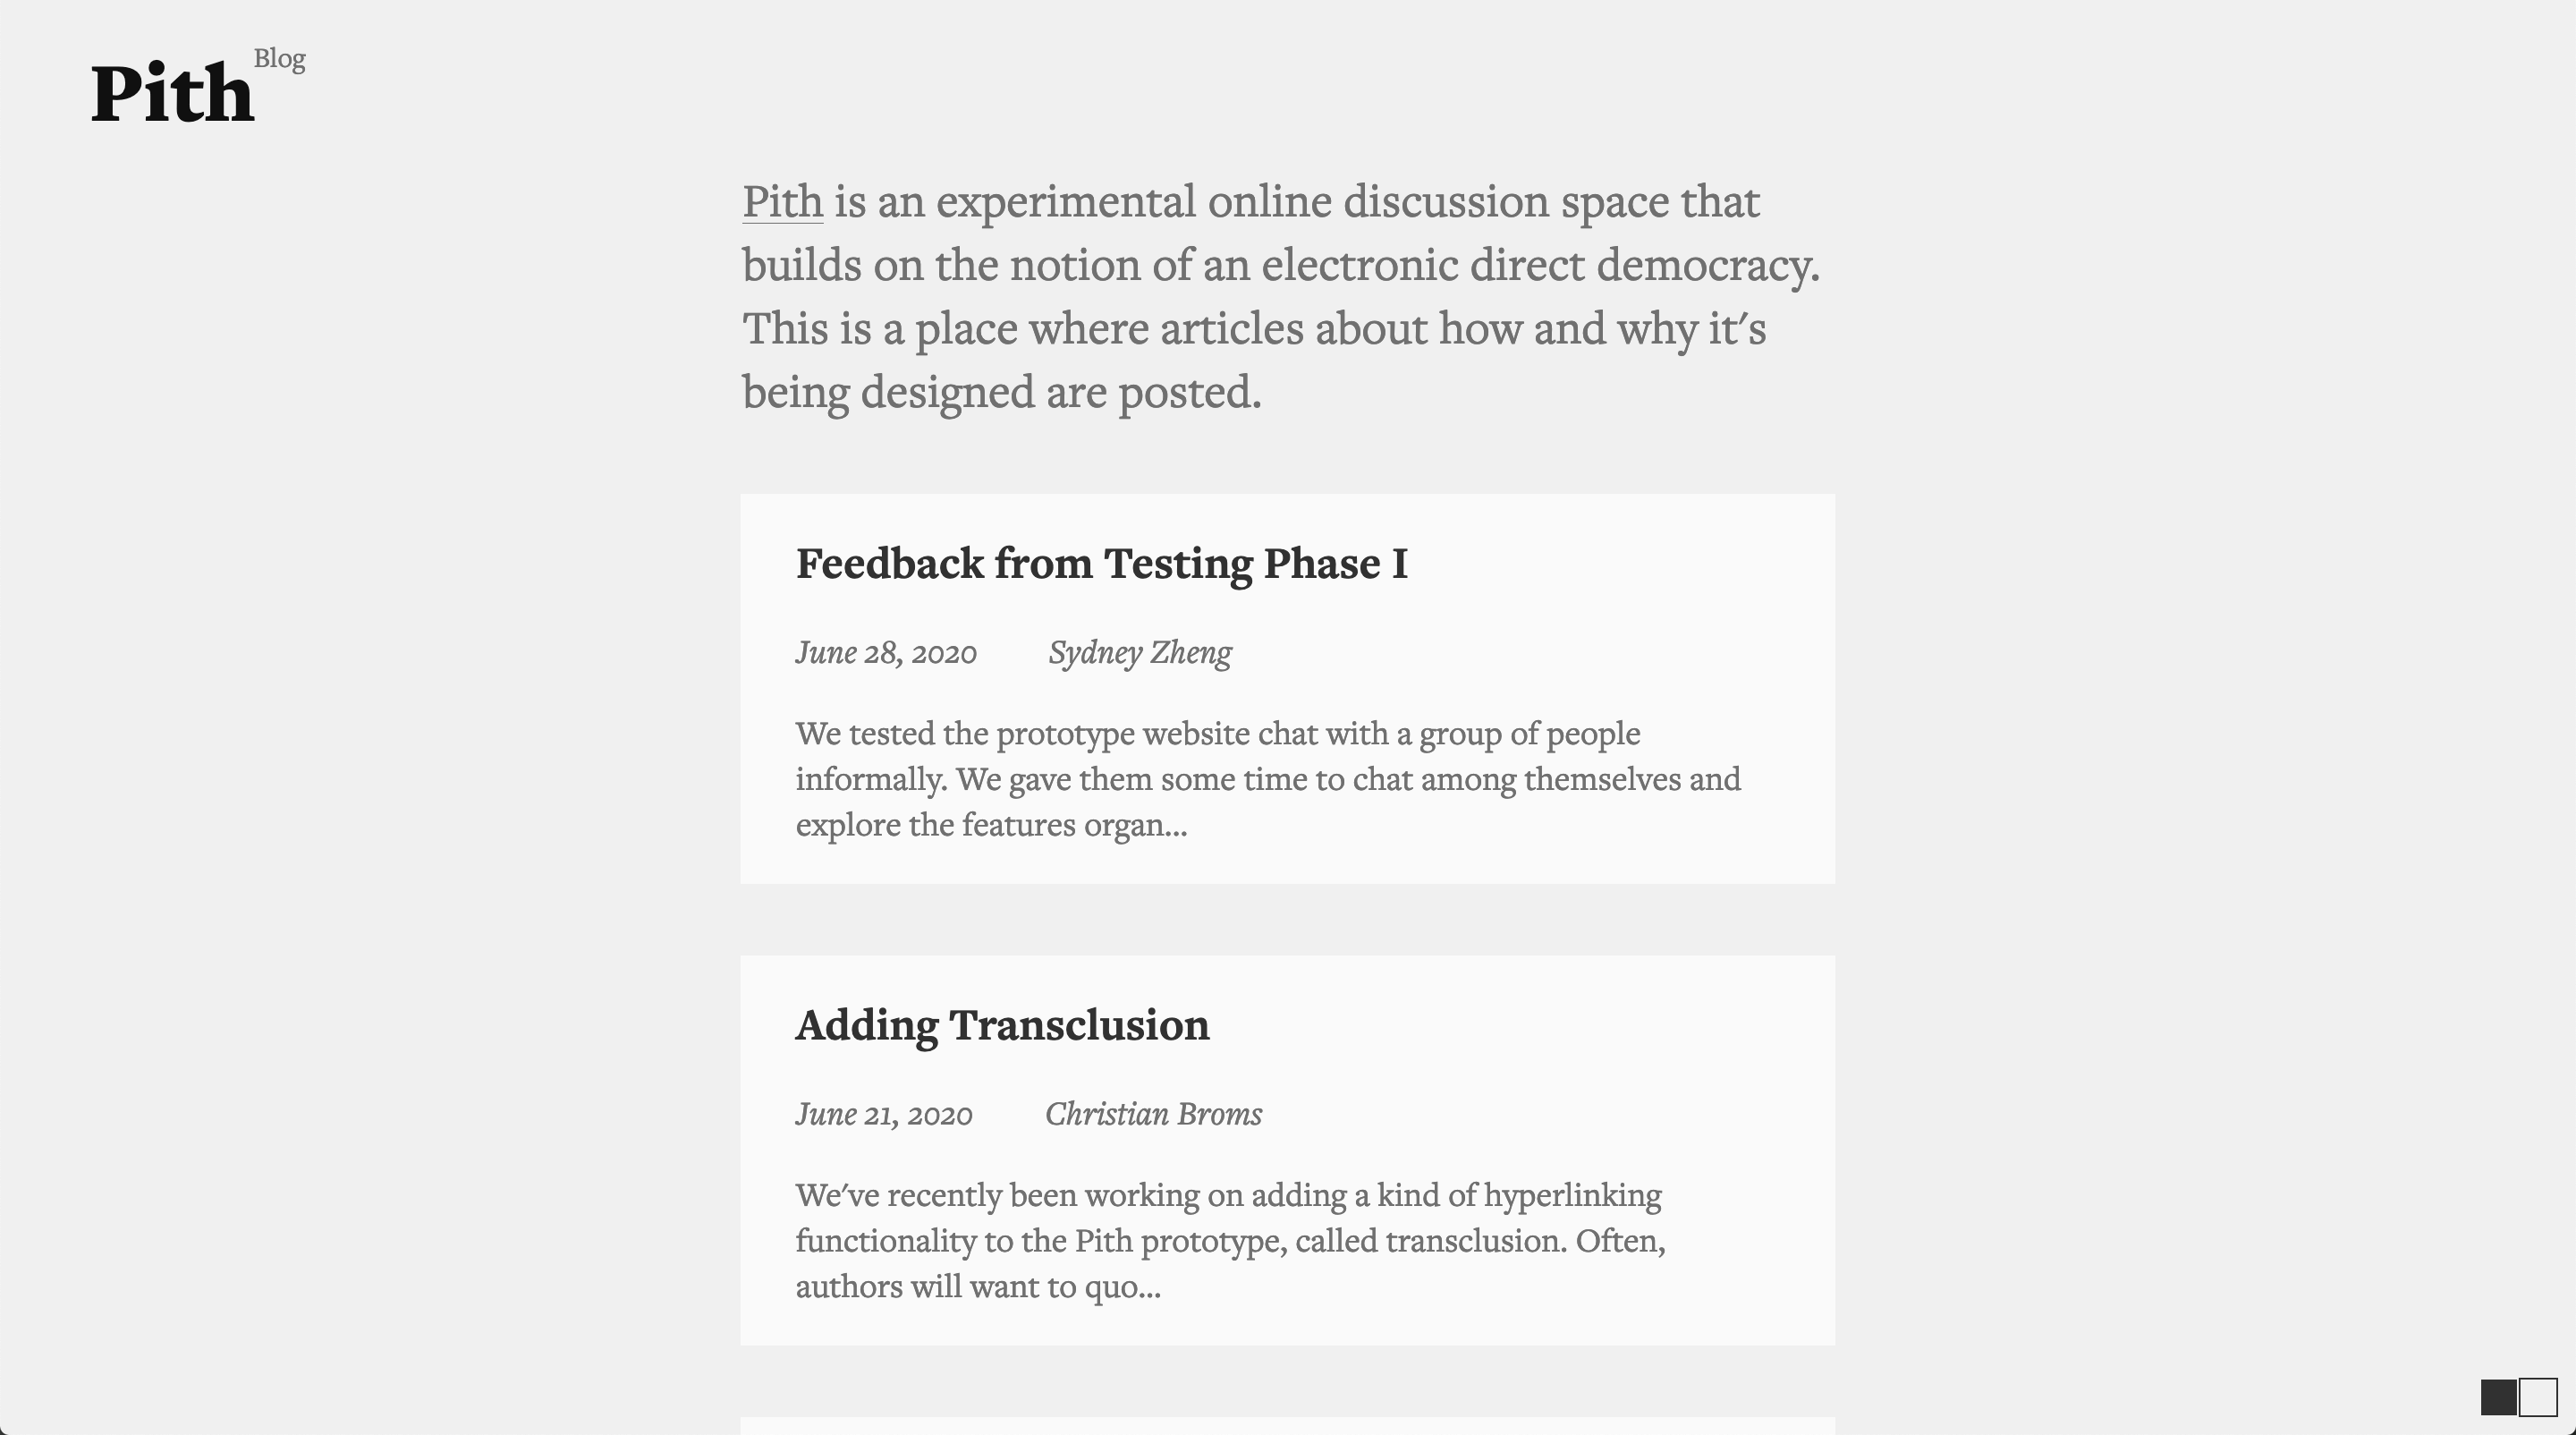 Pith Blog
Pith is an experimental online discussion space that
builds on the notion of an electronic direct democracy.
This is a place where articles about how and why it's
being designed are posted.
Feedback from Testing Phase I
June 28, 2020 Sydney Zheng
We tested the prototype website chat with a group of people
informally. We gave them some time to chat among themselves and
explore the features organ...
Adding Transclusion
June 21, 2020 Christian Broms
We've recently been working on adding a kind of hyperlinking
functionality to the Pith prototype, called transclusion. Often,
authors will want to quo...